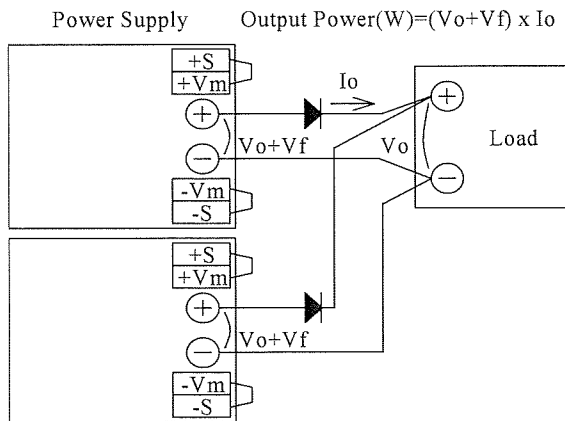 Power Supply
Output Power(W)=(Vo+Vf) x Io
+S
+Vm
Io
+
+
Load
Vo+Vf
Vo
−
−
-Vm
-S
+S
+Vm
+
Vo+Vf
−
-Vm
-S